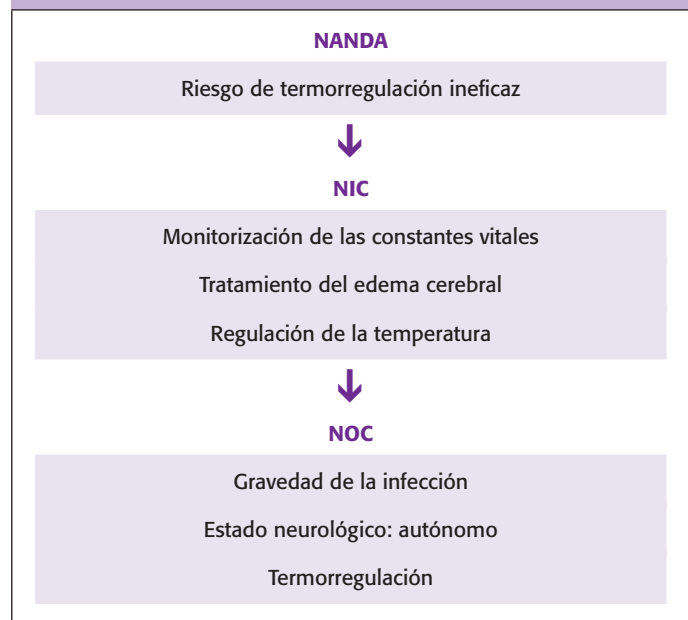 NANDA
Riesgo de termorregulación ineficaz
NIC
Monitorización de las constantes vitales
Tratamiento del edema cerebral
Regulación de la temperatura
NOC
Gravedad de la infección
Estado neurológico: autónomo
Termorregulación